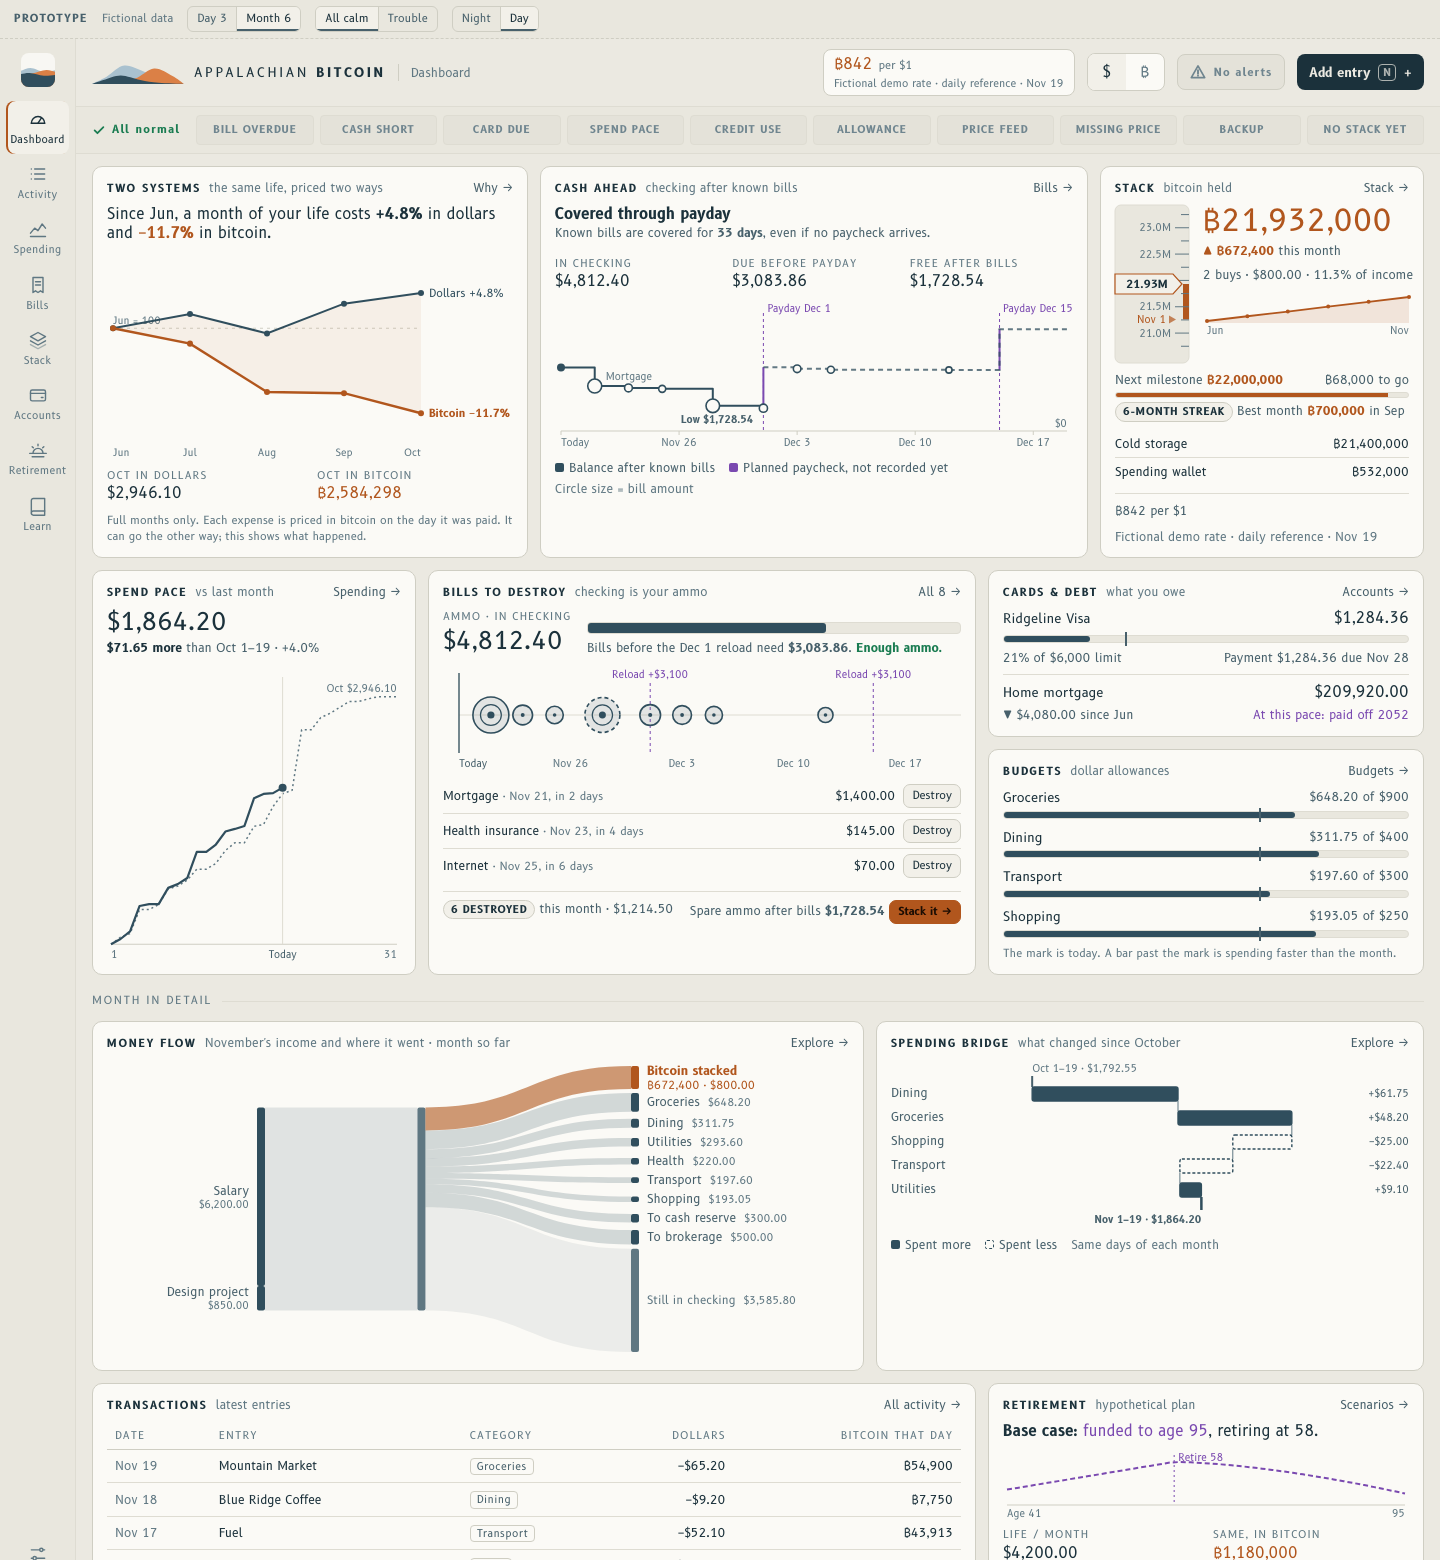 PROTOTYPE Fictional data Day 3 Month 6 All calm Trouble Night Day
APPALACHIAN BITCOIN Dashboard
₿842 per $1
Fictional demo rate · daily reference · Nov 19
$ ₿ No alerts Add entry N +
All normal BILL OVERDUE CASH SHORT CARD DUE SPEND PACE CREDIT USE ALLOWANCE PRICE FEED MISSING PRICE BACKUP NO STACK YET
Dashboard
Activity
Spending
Bills
Stack
Accounts
Retirement
Learn
TWO SYSTEMS the same life, priced two ways Why →
Since Jun, a month of your life costs +4.8% in dollars
and −11.7% in bitcoin.
Dollars +4.8%
Jun = 100
Bitcoin −11.7%
Jun Jul Aug Sep Oct
OCT IN DOLLARS OCT IN BITCOIN
$2,946.10 ₿2,584,298
Full months only. Each expense is priced in bitcoin on the day it was paid. It
can go the other way; this shows what happened.
CASH AHEAD checking after known bills Bills →
Covered through payday
Known bills are covered for 33 days, even if no paycheck arrives.
IN CHECKING DUE BEFORE PAYDAY FREE AFTER BILLS
$4,812.40 $3,083.86 $1,728.54
Payday Dec 1 Payday Dec 15
Mortgage
Low $1,728.54
$0
Today Nov 26 Dec 3 Dec 10 Dec 17
Balance after known bills Planned paycheck, not recorded yet
Circle size = bill amount
STACK bitcoin held Stack →
23.0M
22.5M
21.93M
21.5M
Nov 1
21.0M
₿21,932,000
▲ ₿672,400 this month
2 buys · $800.00 · 11.3% of income
Jun Nov
Next milestone ₿22,000,000 ₿68,000 to go
6-MONTH STREAK Best month ₿700,000 in Sep
Cold storage ₿21,400,000
Spending wallet ₿532,000
₿842 per $1
Fictional demo rate · daily reference · Nov 19
SPEND PACE vs last month Spending →
$1,864.20
$71.65 more than Oct 1–19 · +4.0%
Oct $2,946.10
1 Today 31
BILLS TO DESTROY checking is your ammo All 8 →
AMMO · IN CHECKING
$4,812.40
Bills before the Dec 1 reload need $3,083.86. Enough ammo.
Reload +$3,100 Reload +$3,100
Today Nov 26 Dec 3 Dec 10 Dec 17
Mortgage · Nov 21, in 2 days $1,400.00 Destroy
Health insurance · Nov 23, in 4 days $145.00 Destroy
Internet · Nov 25, in 6 days $70.00 Destroy
6 DESTROYED this month · $1,214.50 Spare ammo after bills $1,728.54 Stack it →
CARDS & DEBT what you owe Accounts →
Ridgeline Visa $1,284.36
21% of $6,000 limit Payment $1,284.36 due Nov 28
Home mortgage $209,920.00
▼ $4,080.00 since Jun At this pace: paid off 2052
BUDGETS dollar allowances Budgets →
Groceries $648.20 of $900
Dining $311.75 of $400
Transport $197.60 of $300
Shopping $193.05 of $250
The mark is today. A bar past the mark is spending faster than the month.
MONTH IN DETAIL
MONEY FLOW November's income and where it went · month so far Explore →
Salary
$6,200.00
Design project
$850.00
Bitcoin stacked
₿672,400 · $800.00
Groceries $648.20
Dining $311.75
Utilities $293.60
Health $220.00
Transport $197.60
Shopping $193.05
To cash reserve $300.00
To brokerage $500.00
Still in checking $3,585.80
SPENDING BRIDGE what changed since October Explore →
Oct 1–19 · $1,792.55
Dining +$61.75
Groceries +$48.20
Shopping −$25.00
Transport −$22.40
Utilities +$9.10
Nov 1–19 · $1,864.20
Spent more Spent less Same days of each month
TRANSACTIONS latest entries All activity →
DATE ENTRY CATEGORY DOLLARS BITCOIN THAT DAY
Nov 19 Mountain Market Groceries −$65.20 ₿54,900
Nov 18 Blue Ridge Coffee Dining −$9.20 ₿7,750
Nov 17 Fuel Transport −$52.10 ₿43,913
RETIREMENT hypothetical plan Scenarios →
Base case: funded to age 95, retiring at 58.
Retire 58
Age 41 95
LIFE / MONTH SAME, IN BITCOIN
$4,200.00 ₿1,180,000